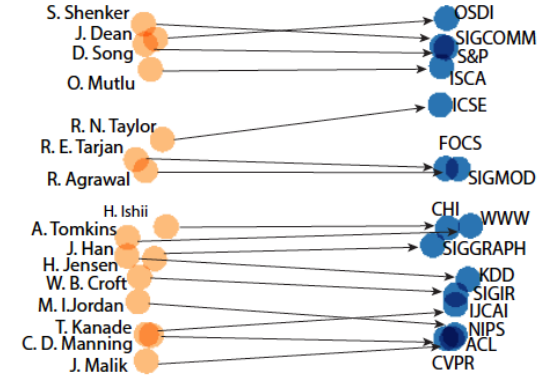 S. Shenker
J. Dean
D. Song
O. Mutlu
R. N. Taylor
R. E. Tarjan
R. Agrawal
H. Ishii
A. Tomkins
J. Han
H. Jensen
W. B. Croft
M. I.Jordan
T. Kanade
C. D. Manning
J. Malik
OSDI
SIGCOMM
S&P
ISCA
ICSE
FOCS
SIGMOD
CHI
WWW
SIGGRAPH
KDD
SIGIR
IJCAI
NIPS
ACL
CVPR